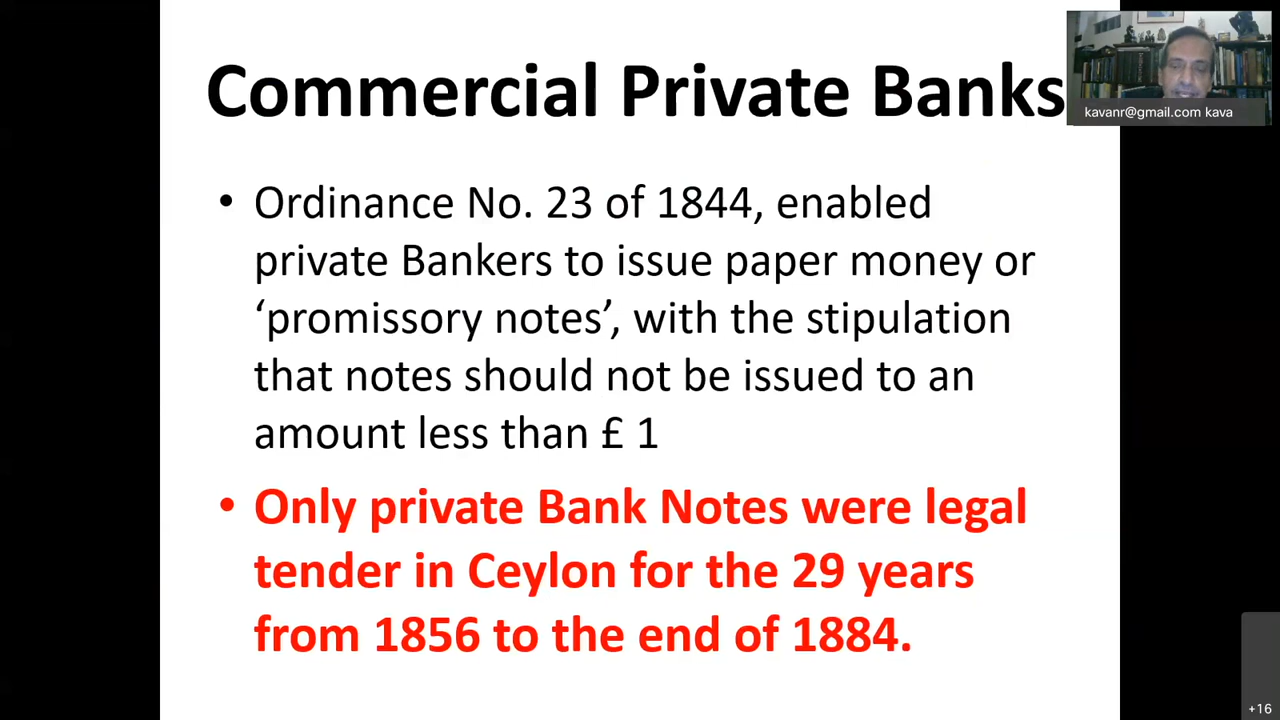 Commercial Private Banks
kavanr@gmail.com kava
• Ordinance No. 23 of 1844, enabled
private Bankers to issue paper money or
‘promissory notes’, with the stipulation
that notes should not be issued to an
amount less than £ 1
• Only private Bank Notes were legal
tender in Ceylon for the 29 years
from 1856 to the end of 1884.
+16